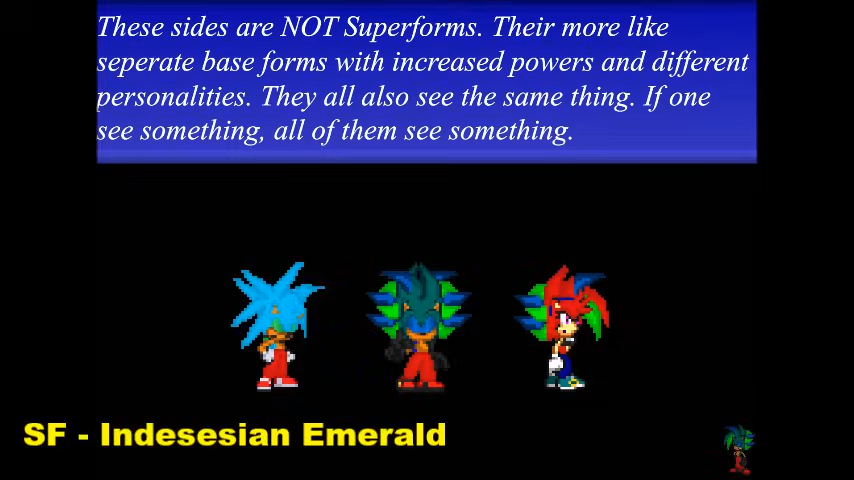 These sides are NOT Superforms. Their more like
seperate base forms with increased powers and different
personalities. They all also see the same thing. If one
see something, all of them see something.
SF - Indesesian Emerald